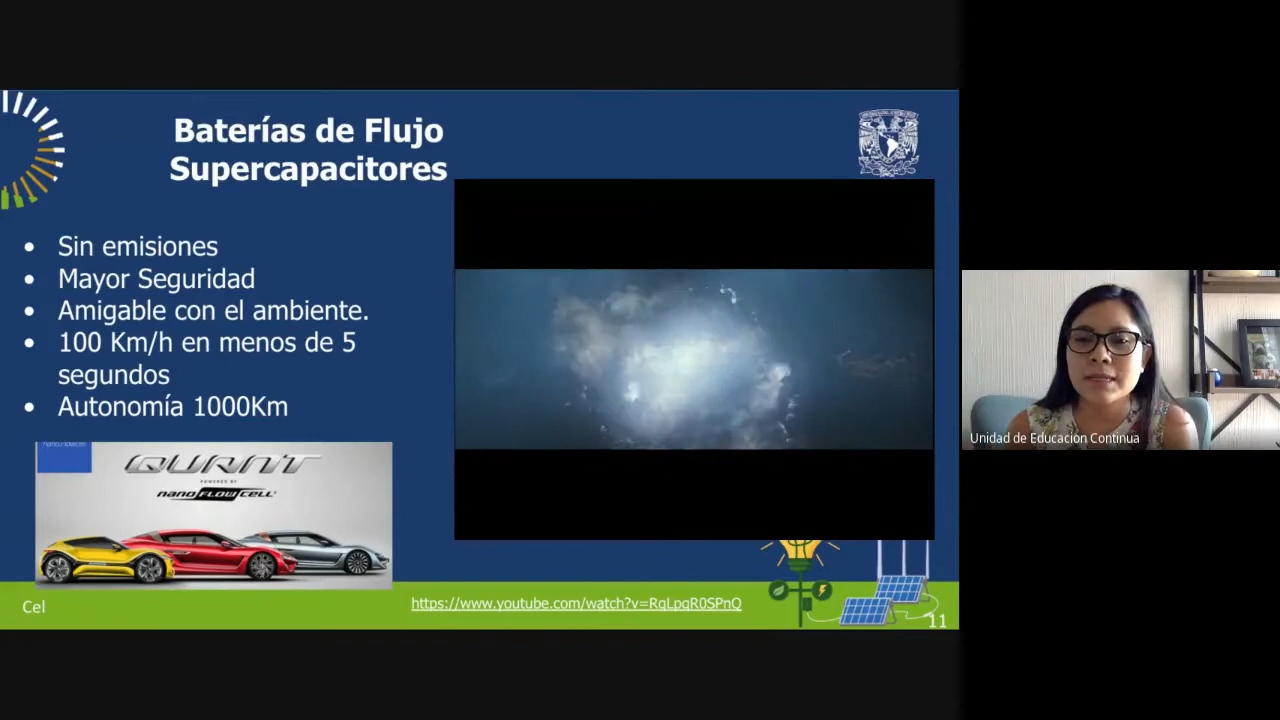 Baterías de Flujo
Supercapacitores
• Sin emisiones
• Mayor Seguridad
• Amigable con el ambiente.
• 100 Km/h en menos de 5
segundos
• Autonomía 1000Km
QUANT
POWERED BY
nanoFLOWCELL
Cel
https://www.youtube.com/watch?v=RqLpqR0SPnQ
11
Unidad de Educación Continua